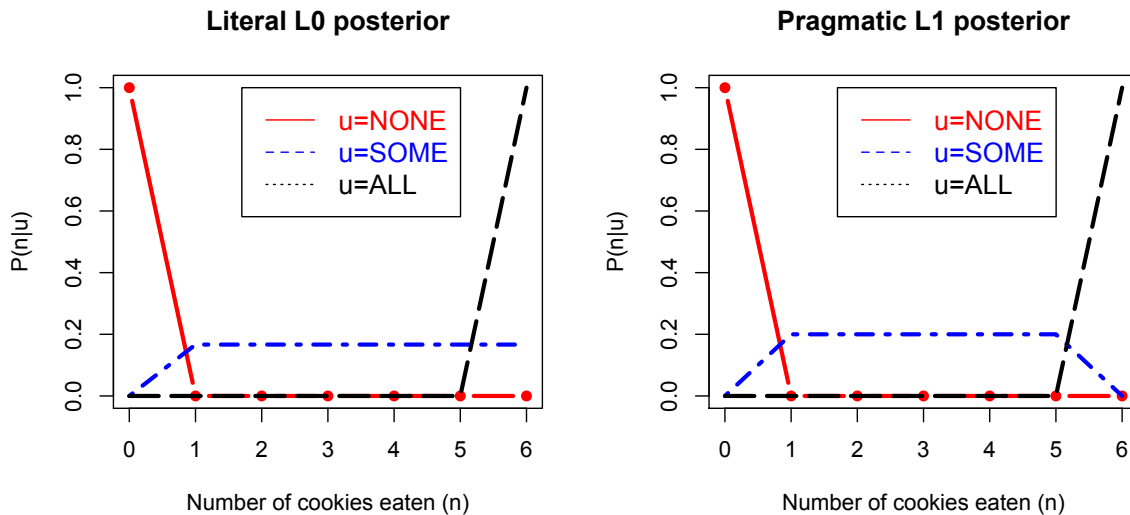 Literal L0 posterior
P(n|u)
1.0
0.8
0.6
0.4
0.2
0.0
u=NONE
u=SOME
u=ALL
0 1 2 3 4 5 6
Number of cookies eaten (n)
Pragmatic L1 posterior
P(n|u)
1.0
0.8
0.6
0.4
0.2
0.0
u=NONE
u=SOME
u=ALL
0 1 2 3 4 5 6
Number of cookies eaten (n)